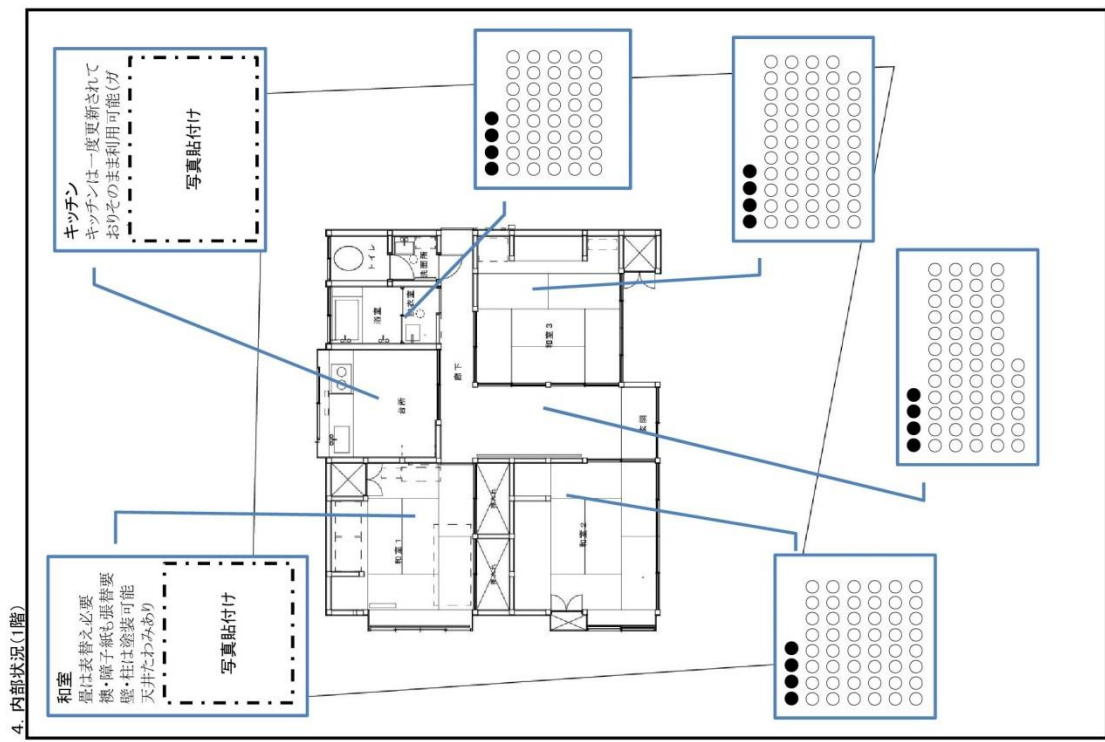 4. 内部状況(1階)
和室
畳は表替え必要
襖・障子紙も張替要
壁・柱は塗装可能
天井たわみあり
写真貼付け
キッチン
キッチンは一度更新されて
おりそのまま利用可能(ガ
写真貼付け
トイレ
浴室
洗面所
台所
和室1
廊下
和室3
和室2
玄関
●●●●
○○○○○○○○
○○○○○○○○
○○○○○○○○
○○○○○○○○
○○○○○○○○
●●●●
○○○○○○○○
○○○○○○○○
○○○○○○○○
○○○○○○○○
○○○○○○○○
○○○○○○○○
●●●●
○○○○○○○○○○○○
○○○○○○○○○○○○
○○○○○○○○○○○○
○○○○○○○○○○○○
○○○○○○
●●●●
○○○○○○○○○○○
○○○○○○○○○○○
○○○○○○○○○○○
○○○○○○○○○○○
○○○○○○○○○○